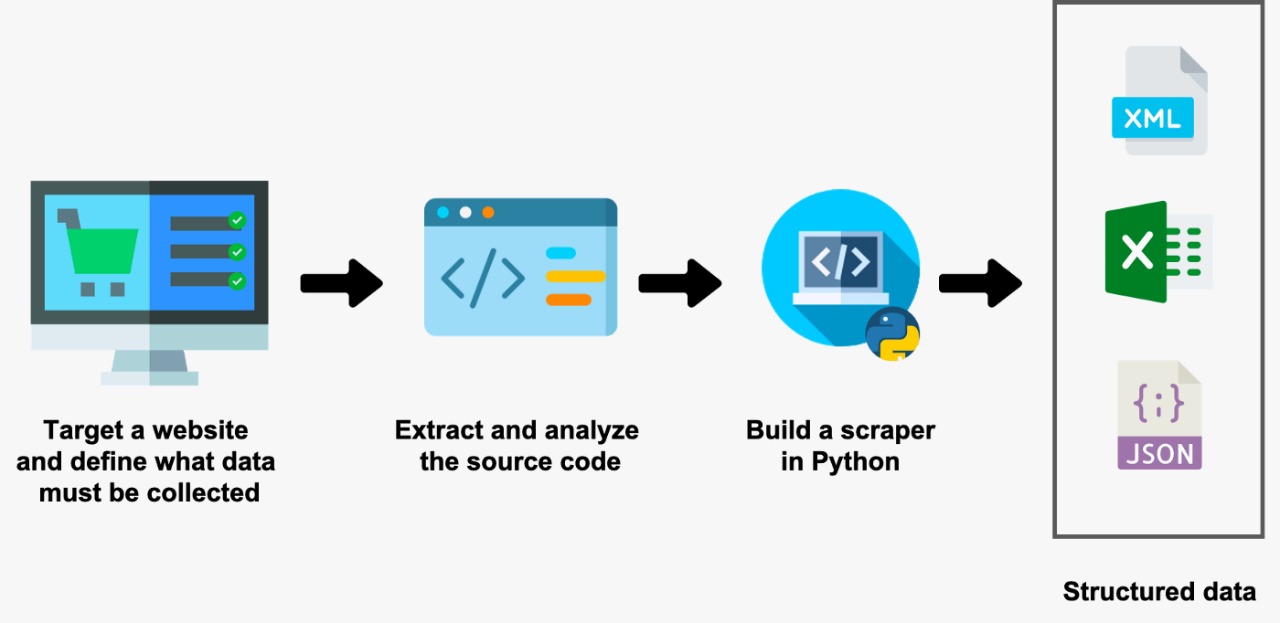 Target a website
and define what data
must be collected
</>
Extract and analyze
the source code
</>
Build a scraper
in Python
XML
X
{;}
JSON
Structured data